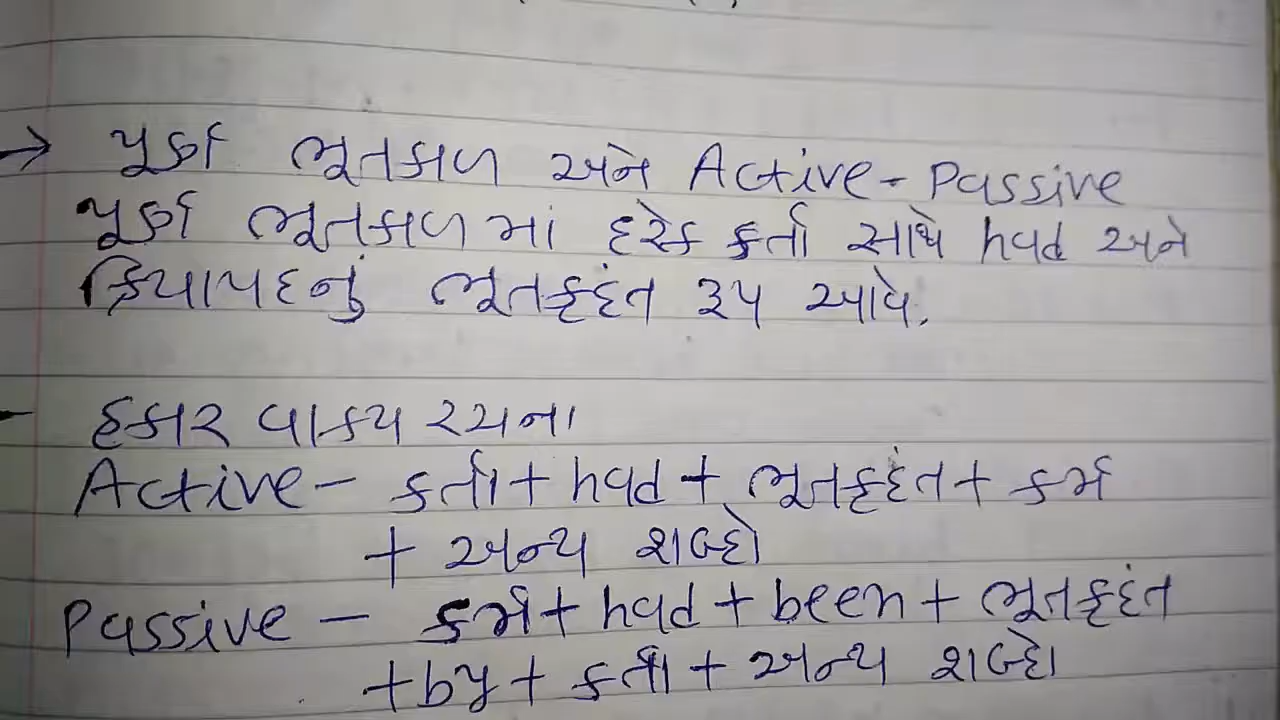 → પૂર્ણ ભૂતકાળ અને Active - Passive
પૂર્ણ ભૂતકાળ માં દરેક કર્તા સાથે had અને
ક્રિયાપદનું ભૂતકૃદંત રૂપ આવે.
- હકાર વાક્ય રચના
Active - કર્તા + had + ભૂતકૃદંત + કર્મ
+ અન્ય શબ્દો
Passive - કર્મ + had + been + ભૂતકૃદંત
+ by + કર્તા + અન્ય શબ્દો